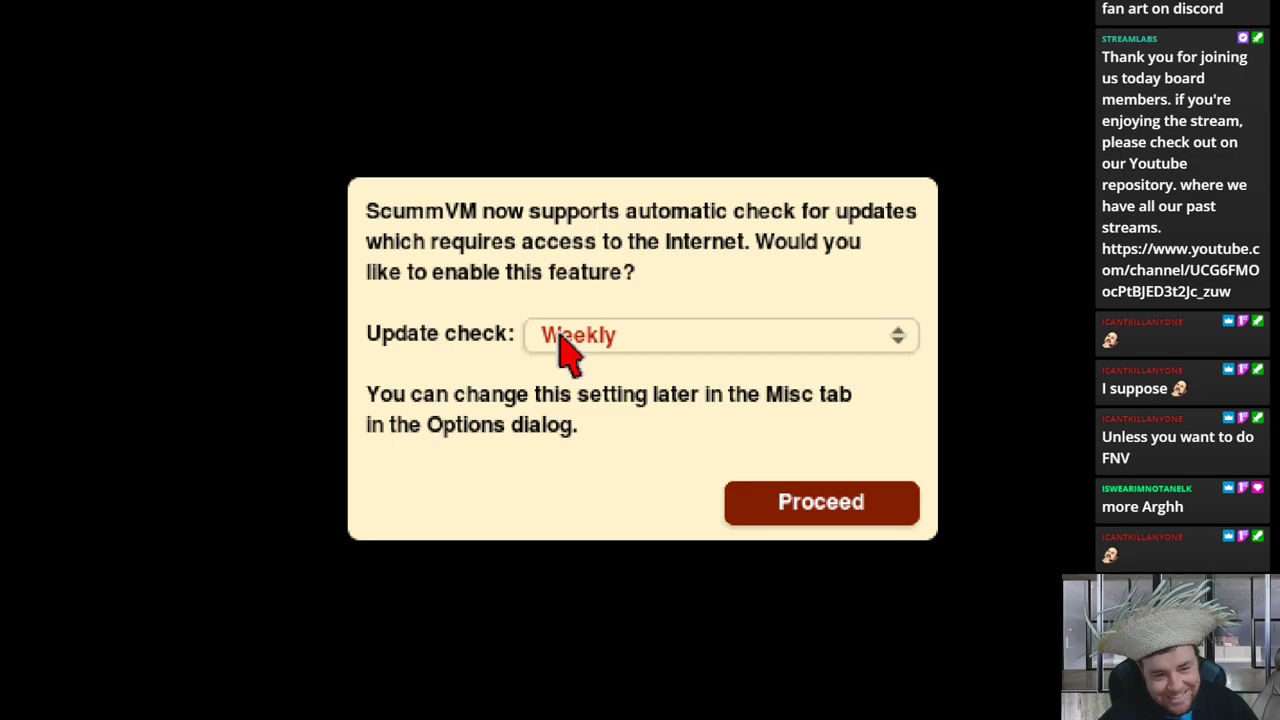 ScummVM now supports automatic check for updates
which requires access to the Internet. Would you
like to enable this feature?
Update check: Weekly
You can change this setting later in the Misc tab
in the Options dialog.
Proceed
fan art on discord
STREAMLABS
Thank you for joining
us today board
members. if you're
enjoying the stream,
please check out on
our Youtube
repository. where we
have all our past
streams.
https://www.youtube.c
om/channel/UCG6FMO
ocPtBJED3t2Jc_zuw
ICANTKILLANYONE
ICANTKILLANYONE
I suppose
ICANTKILLANYONE
Unless you want to do
FNV
ISWEARIMNOTANELK
more Arghh
ICANTKILLANYONE